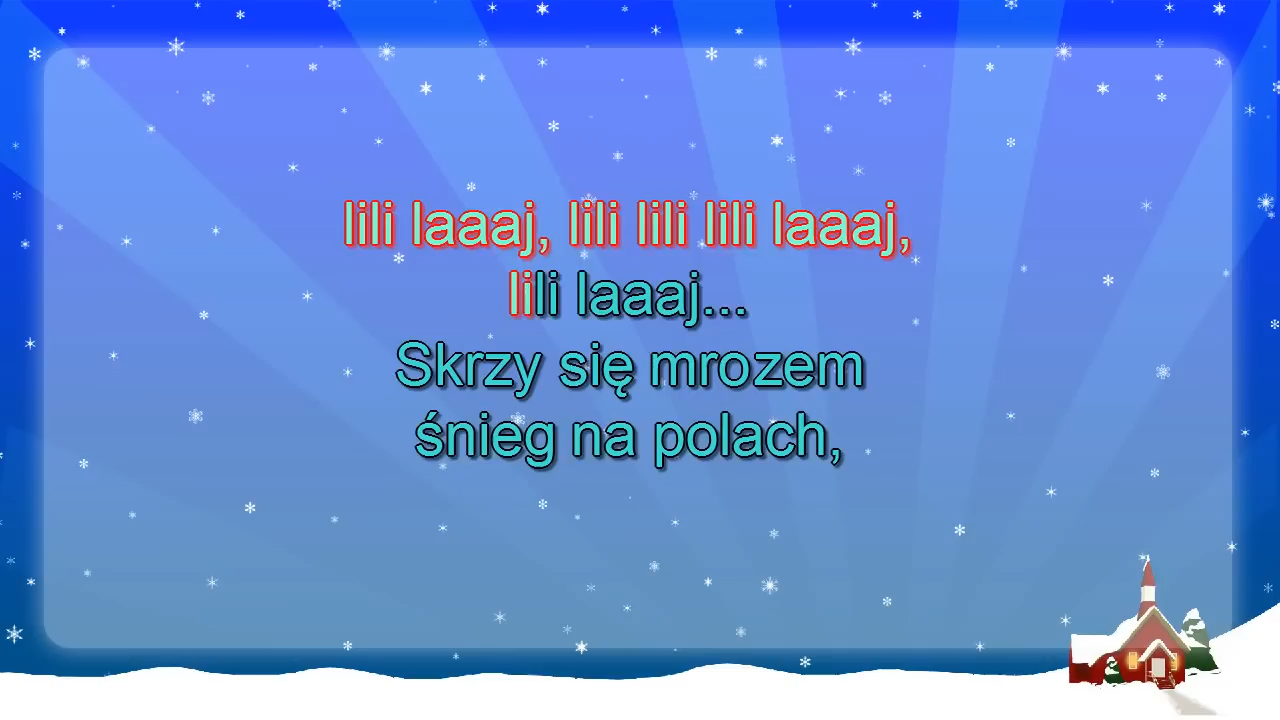 lili laaaj, lili lili lili laaaj,
lili laaaj...
Skrzy się mrozem
śnieg na polach,